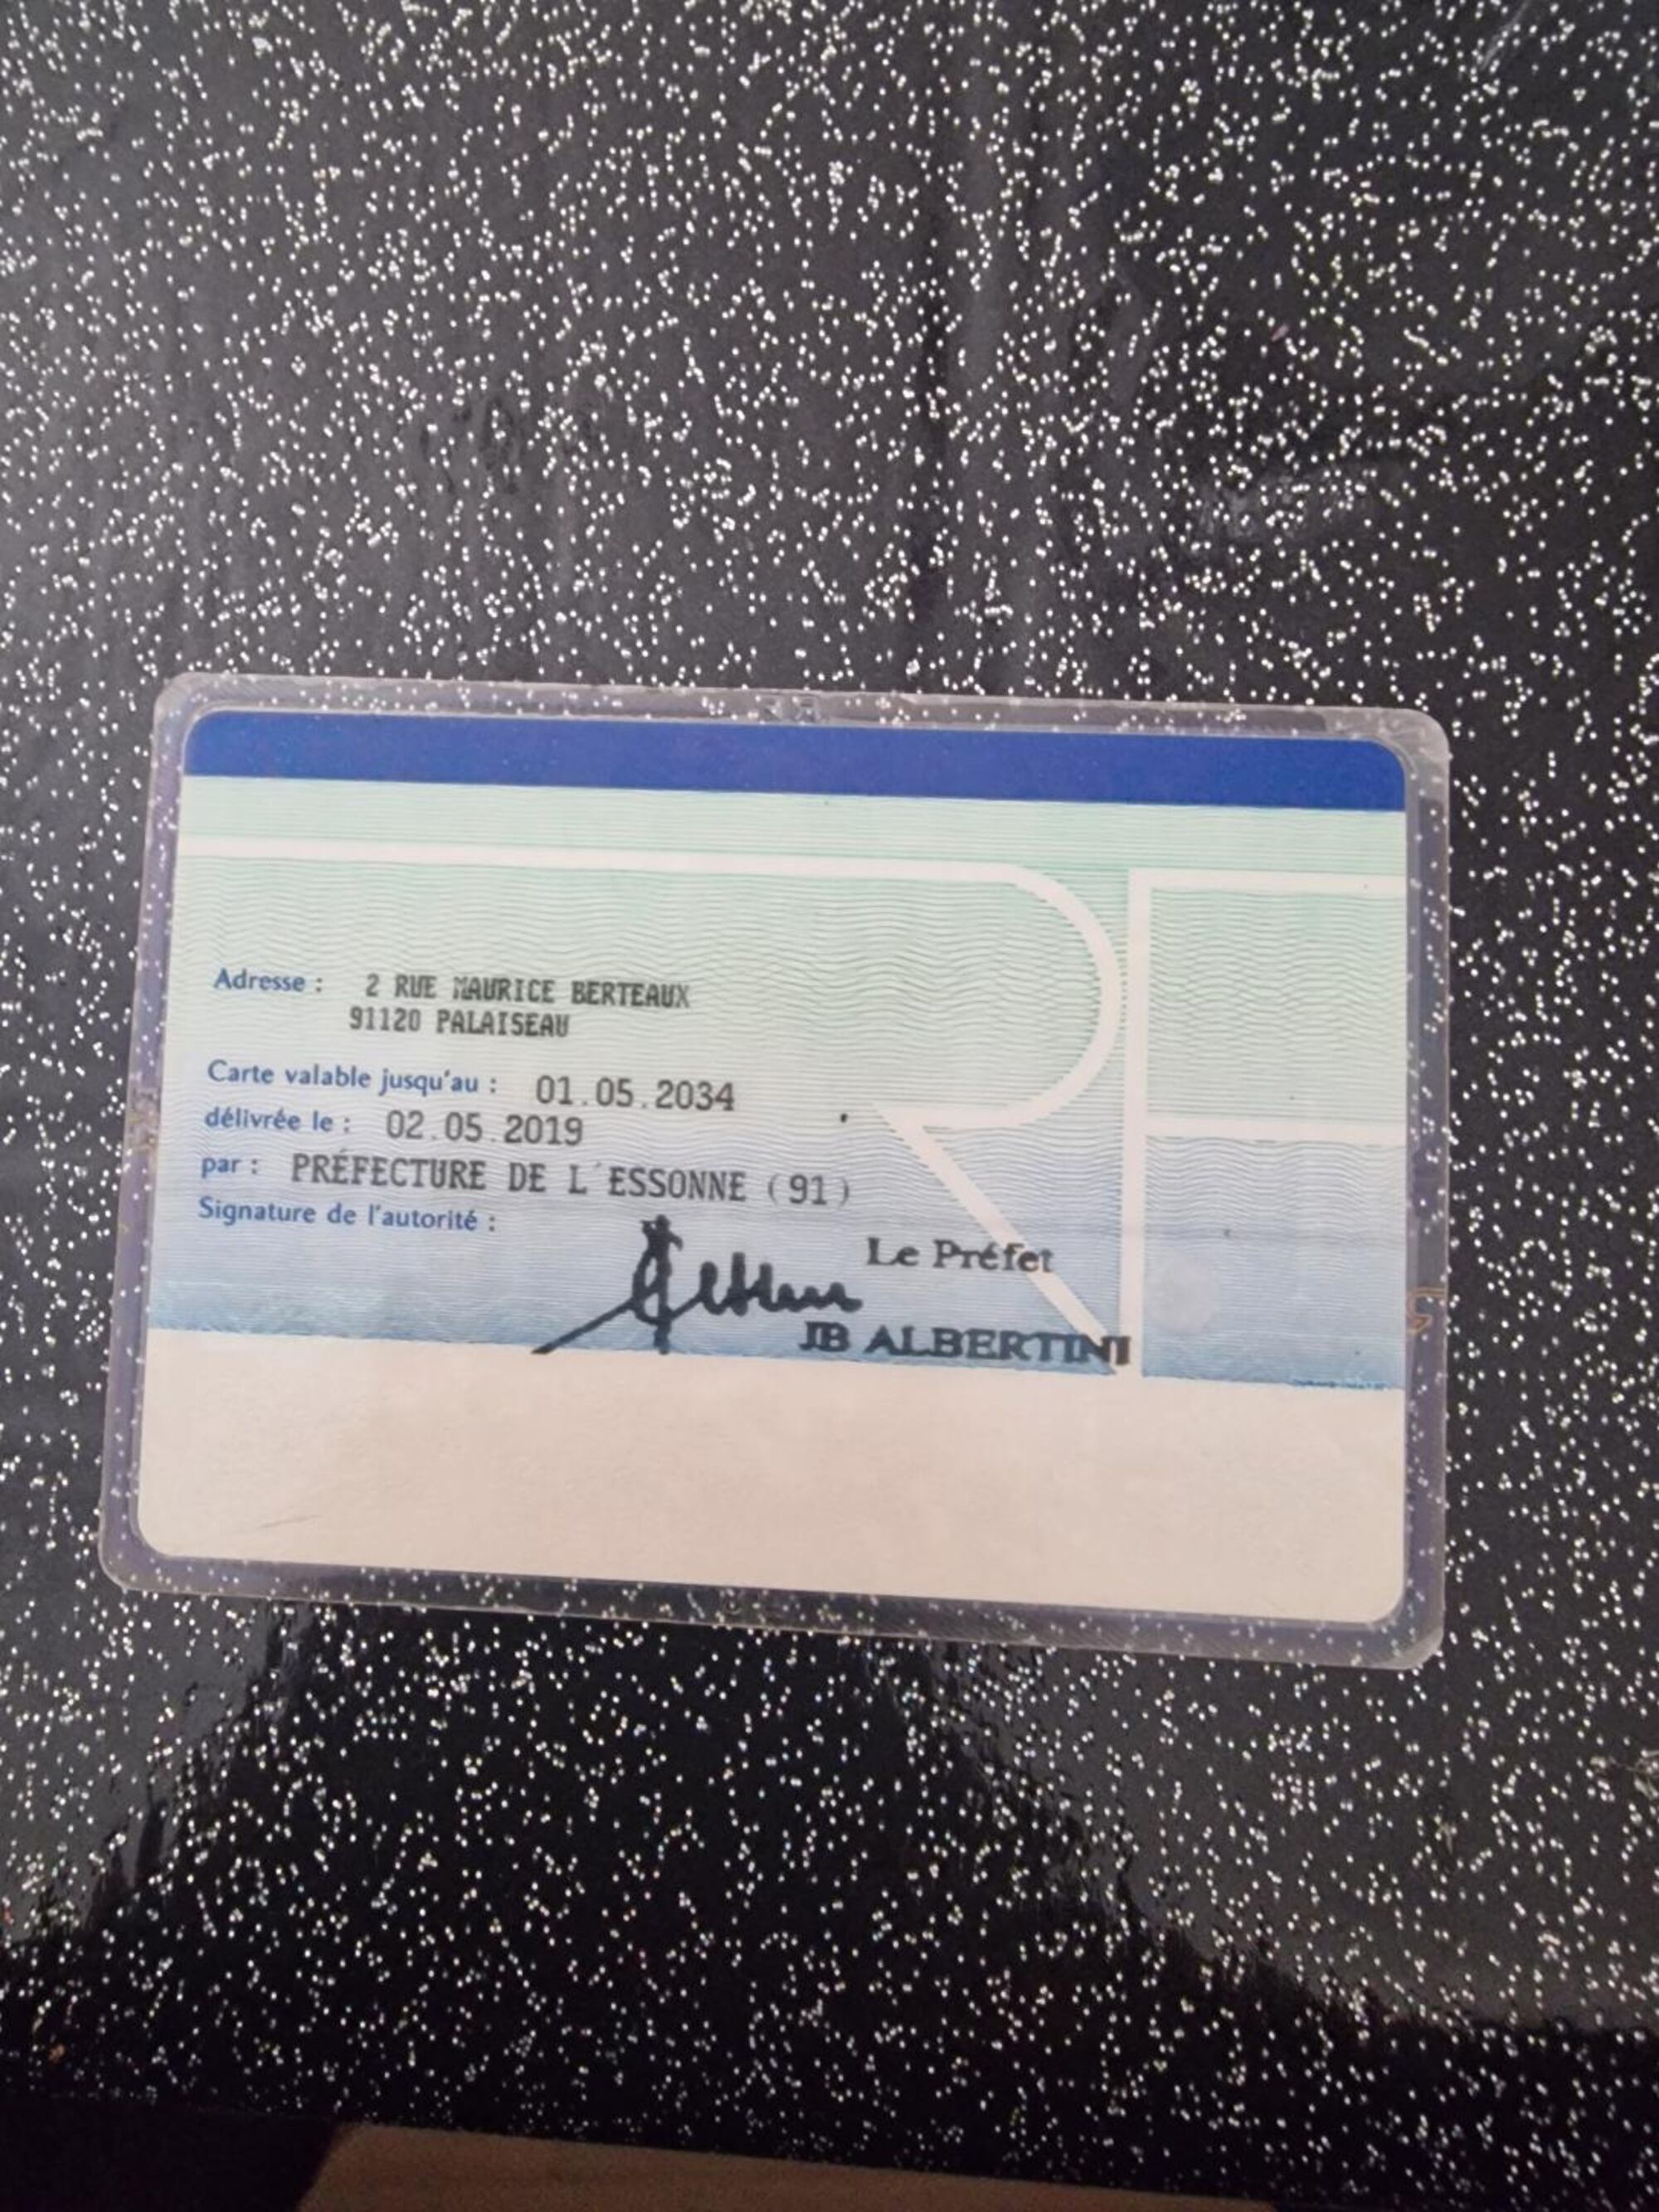 Adresse : 2 RUE MAURICE BERTEAUX
91120 PALAISEAU
Carte valable jusqu'au : 01.05.2034
délivrée le : 02.05.2019
par : PRÉFECTURE DE L'ESSONNE (91)
Signature de l'autorité :
Le Préfet
JB ALBERTINI
RF